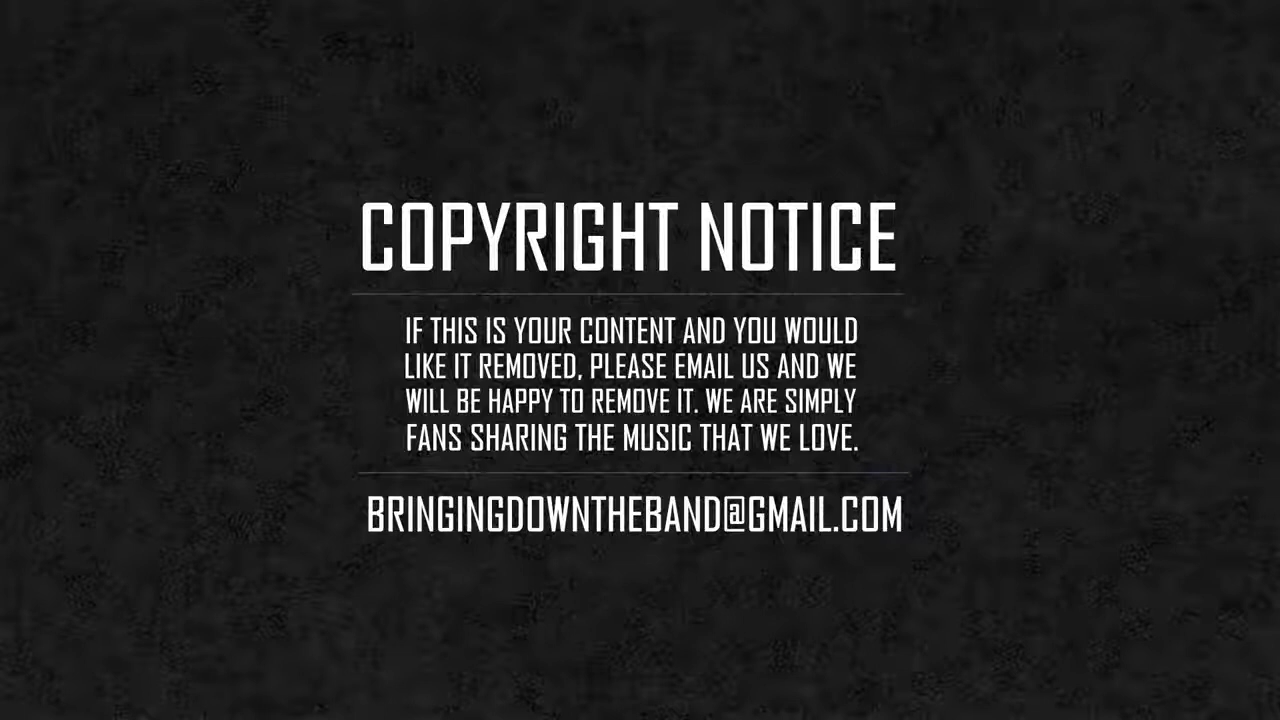 COPYRIGHT NOTICE
IF THIS IS YOUR CONTENT AND YOU WOULD
LIKE IT REMOVED, PLEASE EMAIL US AND WE
WILL BE HAPPY TO REMOVE IT. WE ARE SIMPLY
FANS SHARING THE MUSIC THAT WE LOVE.
BRINGINGDOWNTHEBAND@GMAIL.COM